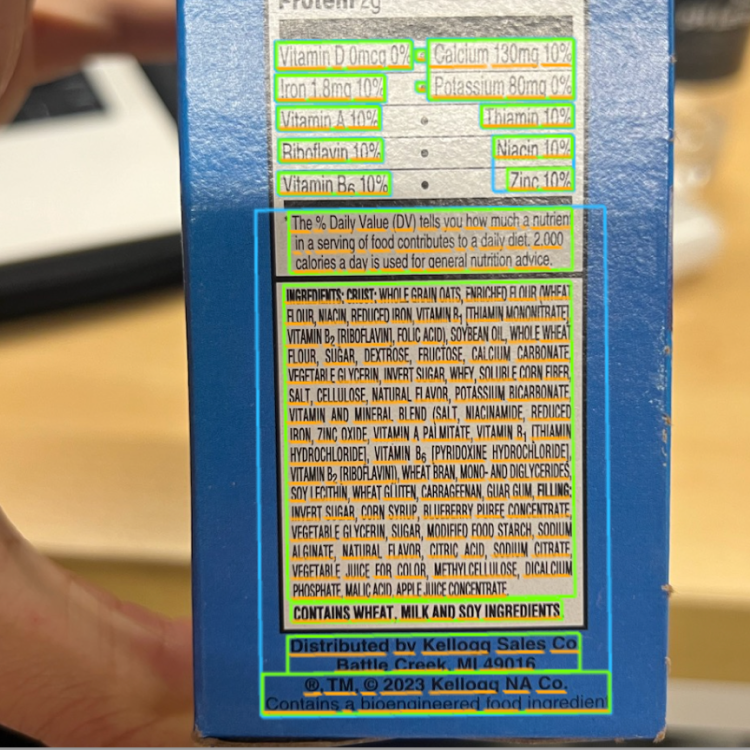 Protein 2g
Vitamin D 0mcg 0% • Calcium 130mg 10%
Iron 1.8mg 10% • Potassium 80mg 0%
Vitamin A 10% • Thiamin 10%
Riboflavin 10% • Niacin 10%
Vitamin B₆ 10% • Zinc 10%
* The % Daily Value (DV) tells you how much a nutrient
in a serving of food contributes to a daily diet. 2,000
calories a day is used for general nutrition advice.
INGREDIENTS: CRUST: WHOLE GRAIN OATS, ENRICHED FLOUR (WHEAT
FLOUR, NIACIN, REDUCED IRON, VITAMIN B₁ [THIAMIN MONONITRATE],
VITAMIN B₂ [RIBOFLAVIN], FOLIC ACID), SOYBEAN OIL, WHOLE WHEAT
FLOUR, SUGAR, DEXTROSE, FRUCTOSE, CALCIUM CARBONATE,
VEGETABLE GLYCERIN, INVERT SUGAR, WHEY, SOLUBLE CORN FIBER,
SALT, CELLULOSE, NATURAL FLAVOR, POTASSIUM BICARBONATE,
VITAMIN AND MINERAL BLEND (SALT, NIACINAMIDE, REDUCED
IRON, ZINC OXIDE, VITAMIN A PALMITATE, VITAMIN B₁ [THIAMIN
HYDROCHLORIDE], VITAMIN B₆ [PYRIDOXINE HYDROCHLORIDE],
VITAMIN B₂ [RIBOFLAVIN]), WHEAT BRAN, MONO- AND DIGLYCERIDES,
SOY LECITHIN, WHEAT GLUTEN, CARRAGEENAN, GUAR GUM, FILLING:
INVERT SUGAR, CORN SYRUP, BLUEBERRY PUREE CONCENTRATE,
VEGETABLE GLYCERIN, SUGAR, MODIFIED FOOD STARCH, SODIUM
ALGINATE, NATURAL FLAVOR, CITRIC ACID, SODIUM CITRATE,
VEGETABLE JUICE FOR COLOR, METHYLCELLULOSE, DICALCIUM
PHOSPHATE, MALIC ACID, APPLE JUICE CONCENTRATE.
CONTAINS WHEAT, MILK AND SOY INGREDIENTS.
Distributed by Kellogg Sales Co
Battle Creek, MI 49016
®, TM, © 2023 Kellogg NA Co.
Contains a bioengineered food ingredient